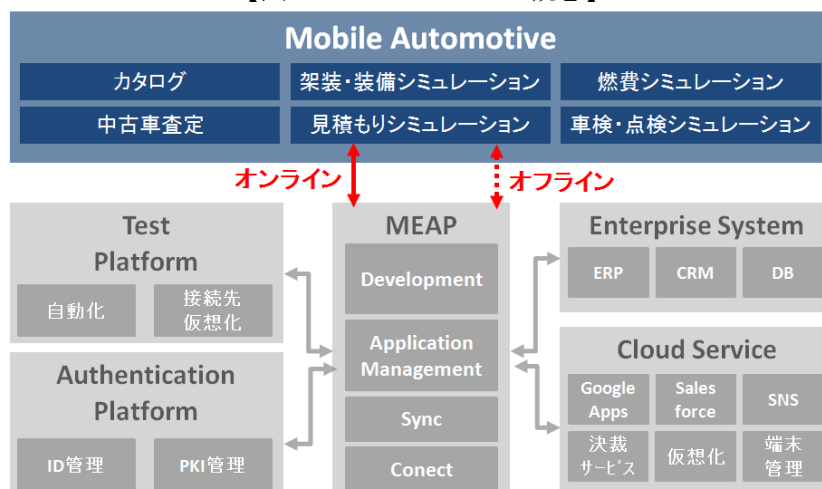 Mobile Automotive
カタログ
架装・装備シミュレーション
燃費シミュレーション
中古車査定
見積もりシミュレーション
車検・点検シミュレーション
オンライン
オフライン
Test
Platform
自動化
接続先
仮想化
Authentication
Platform
ID管理
PKI管理
MEAP
Development
Application
Management
Sync
Conect
Enterprise System
ERP
CRM
DB
Cloud Service
Google
Apps
Sales
force
SNS
決裁
サービス
仮想化
端末
管理